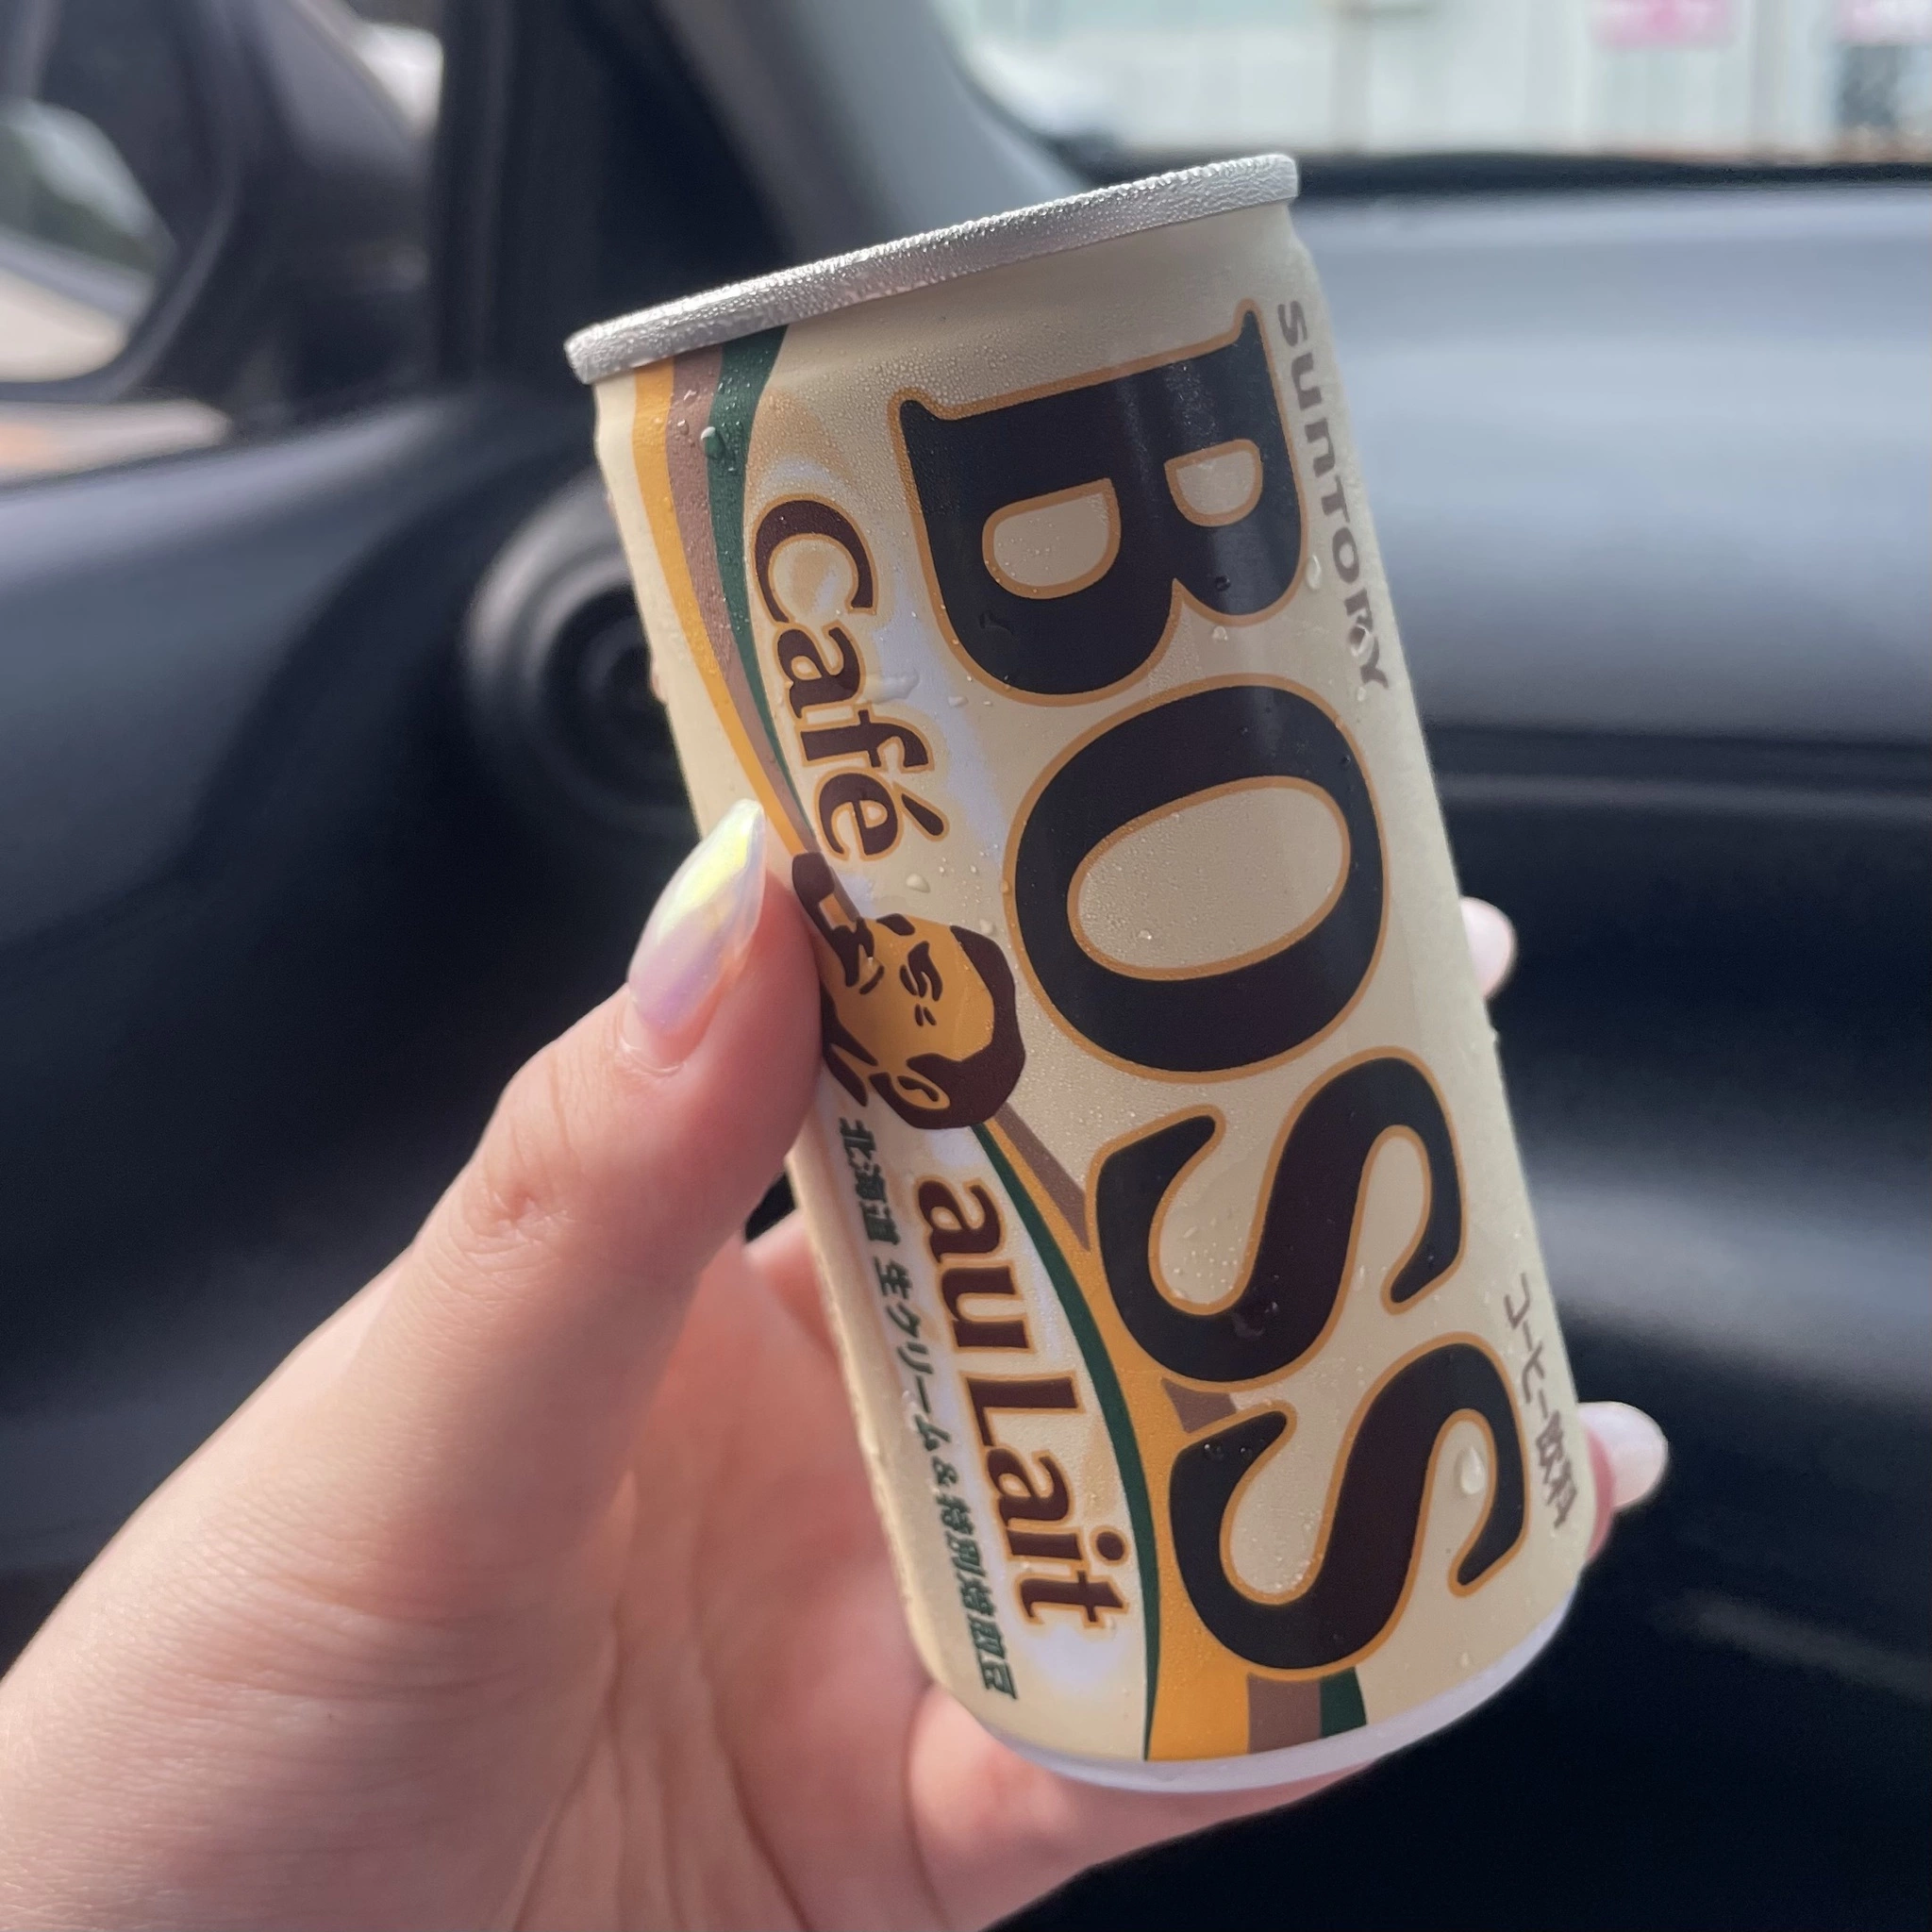 SUNTORY
BOSS
コーヒー飲料
Café
au Lait
北海道 生クリーム&特別焙煎豆